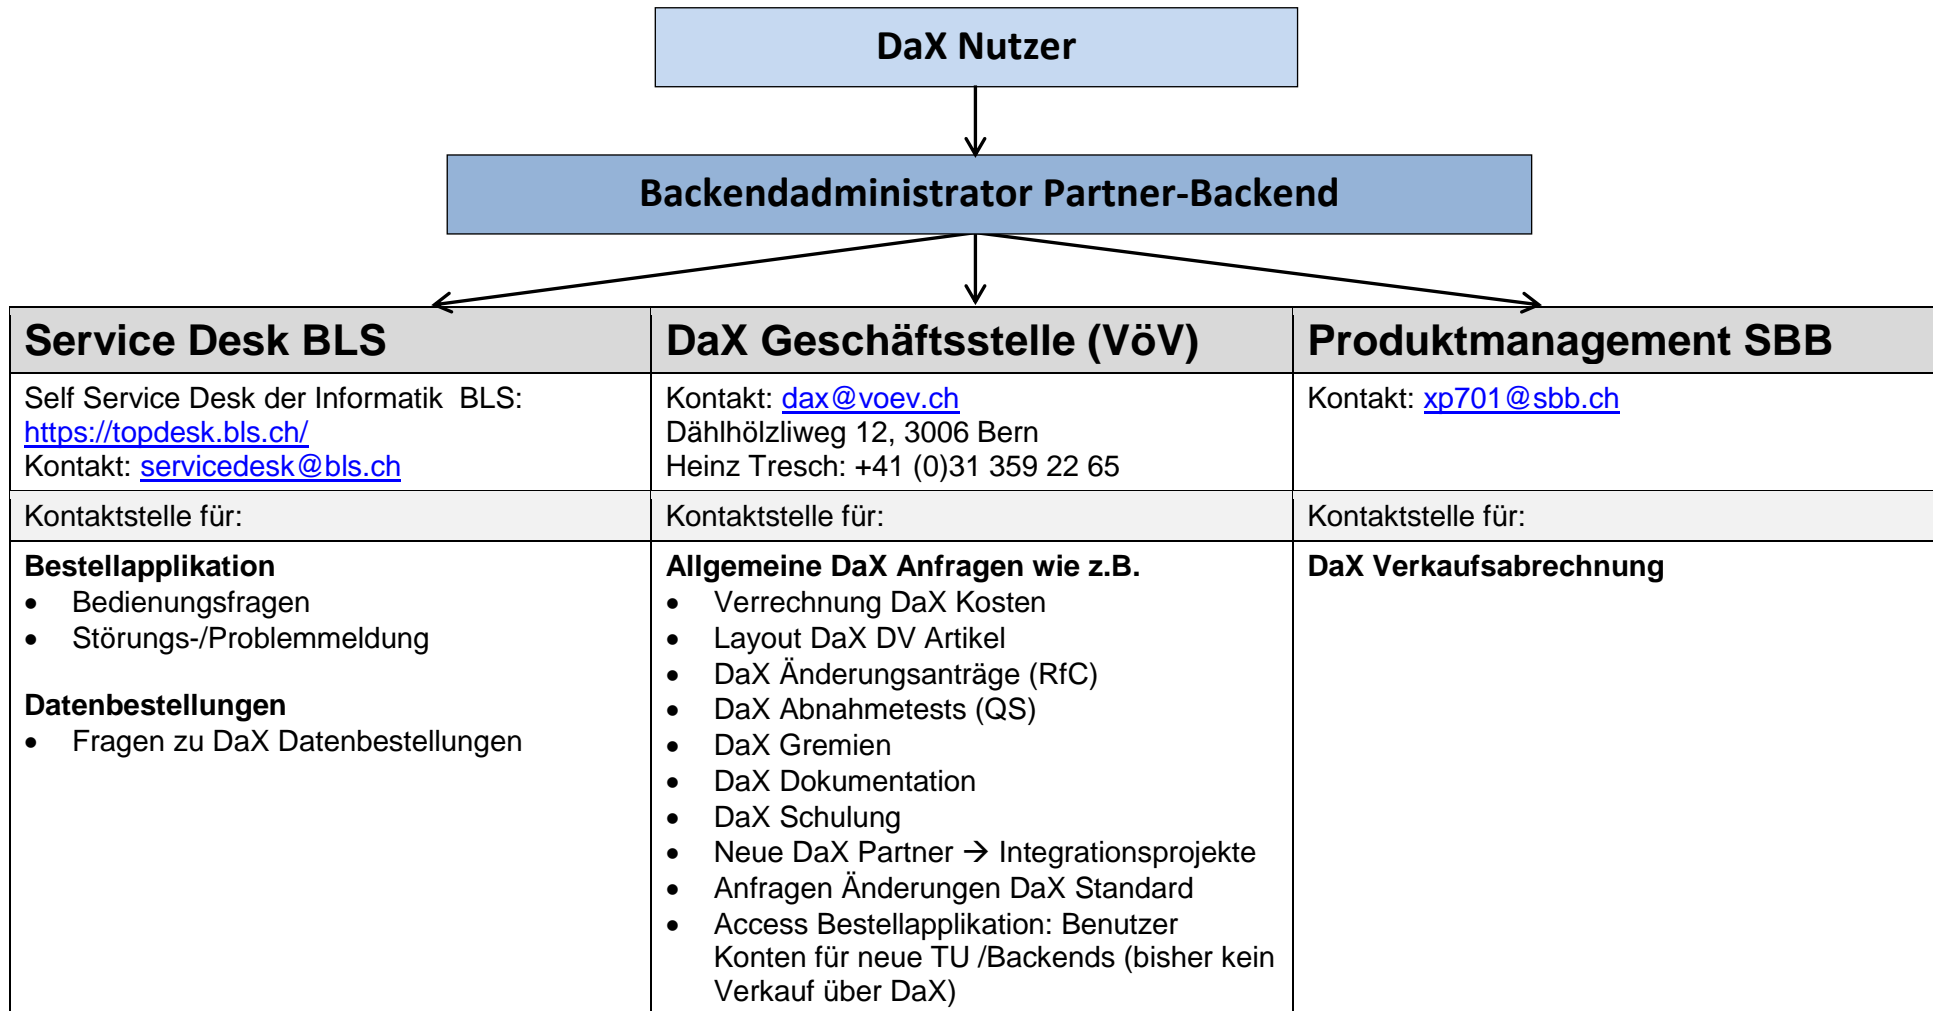 DaX Nutzer
Backendadministrator Partner-Backend
Service Desk BLS
Self Service Desk der Informatik  BLS:
https://topdesk.bls.ch/
Kontakt: servicedesk@bls.ch
Kontaktstelle für:
Bestellapplikation
• Bedienungsfragen
• Störungs-/Problemmeldung
Datenbestellungen
• Fragen zu DaX Datenbestellungen
DaX Geschäftsstelle (VöV)
Kontakt: dax@voev.ch
Dählhölzliweg 12, 3006 Bern
Heinz Tresch: +41 (0)31 359 22 65
Kontaktstelle für:
Allgemeine DaX Anfragen wie z.B.
• Verrechnung DaX Kosten
• Layout DaX DV Artikel
• DaX Änderungsanträge (RfC)
• DaX Abnahmetests (QS)
• DaX Gremien
• DaX Dokumentation
• DaX Schulung
• Neue DaX Partner → Integrationsprojekte
• Anfragen Änderungen DaX Standard
• Access Bestellapplikation: Benutzer
Konten für neue TU /Backends (bisher kein
Verkauf über DaX)
Produktmanagement SBB
Kontakt: xp701@sbb.ch
Kontaktstelle für:
DaX Verkaufsabrechnung